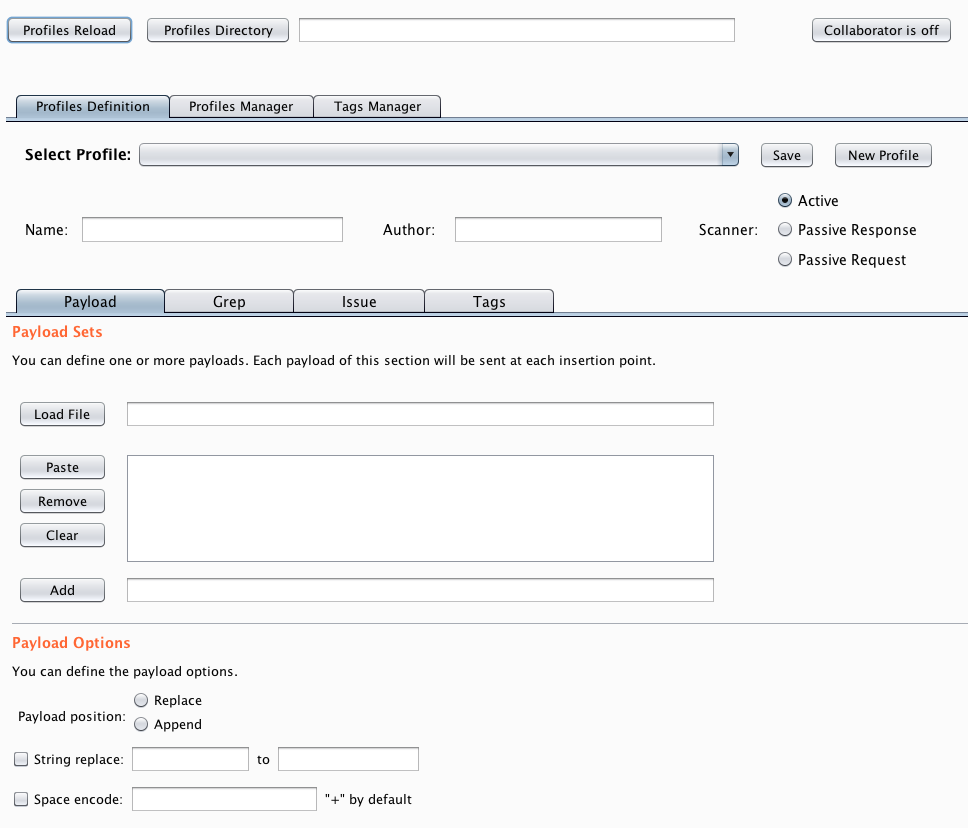 Profiles Reload Profiles Directory Collaborator is off
Profiles Definition Profiles Manager Tags Manager
Select Profile: Save New Profile
Active
Name: Author: Scanner: Passive Response
Passive Request
Payload Grep Issue Tags
Payload Sets
You can define one or more payloads. Each payload of this section will be sent at each insertion point.
Load File
Paste
Remove
Clear
Add
Payload Options
You can define the payload options.
Replace
Payload position:
Append
String replace: to
Space encode: "+" by default